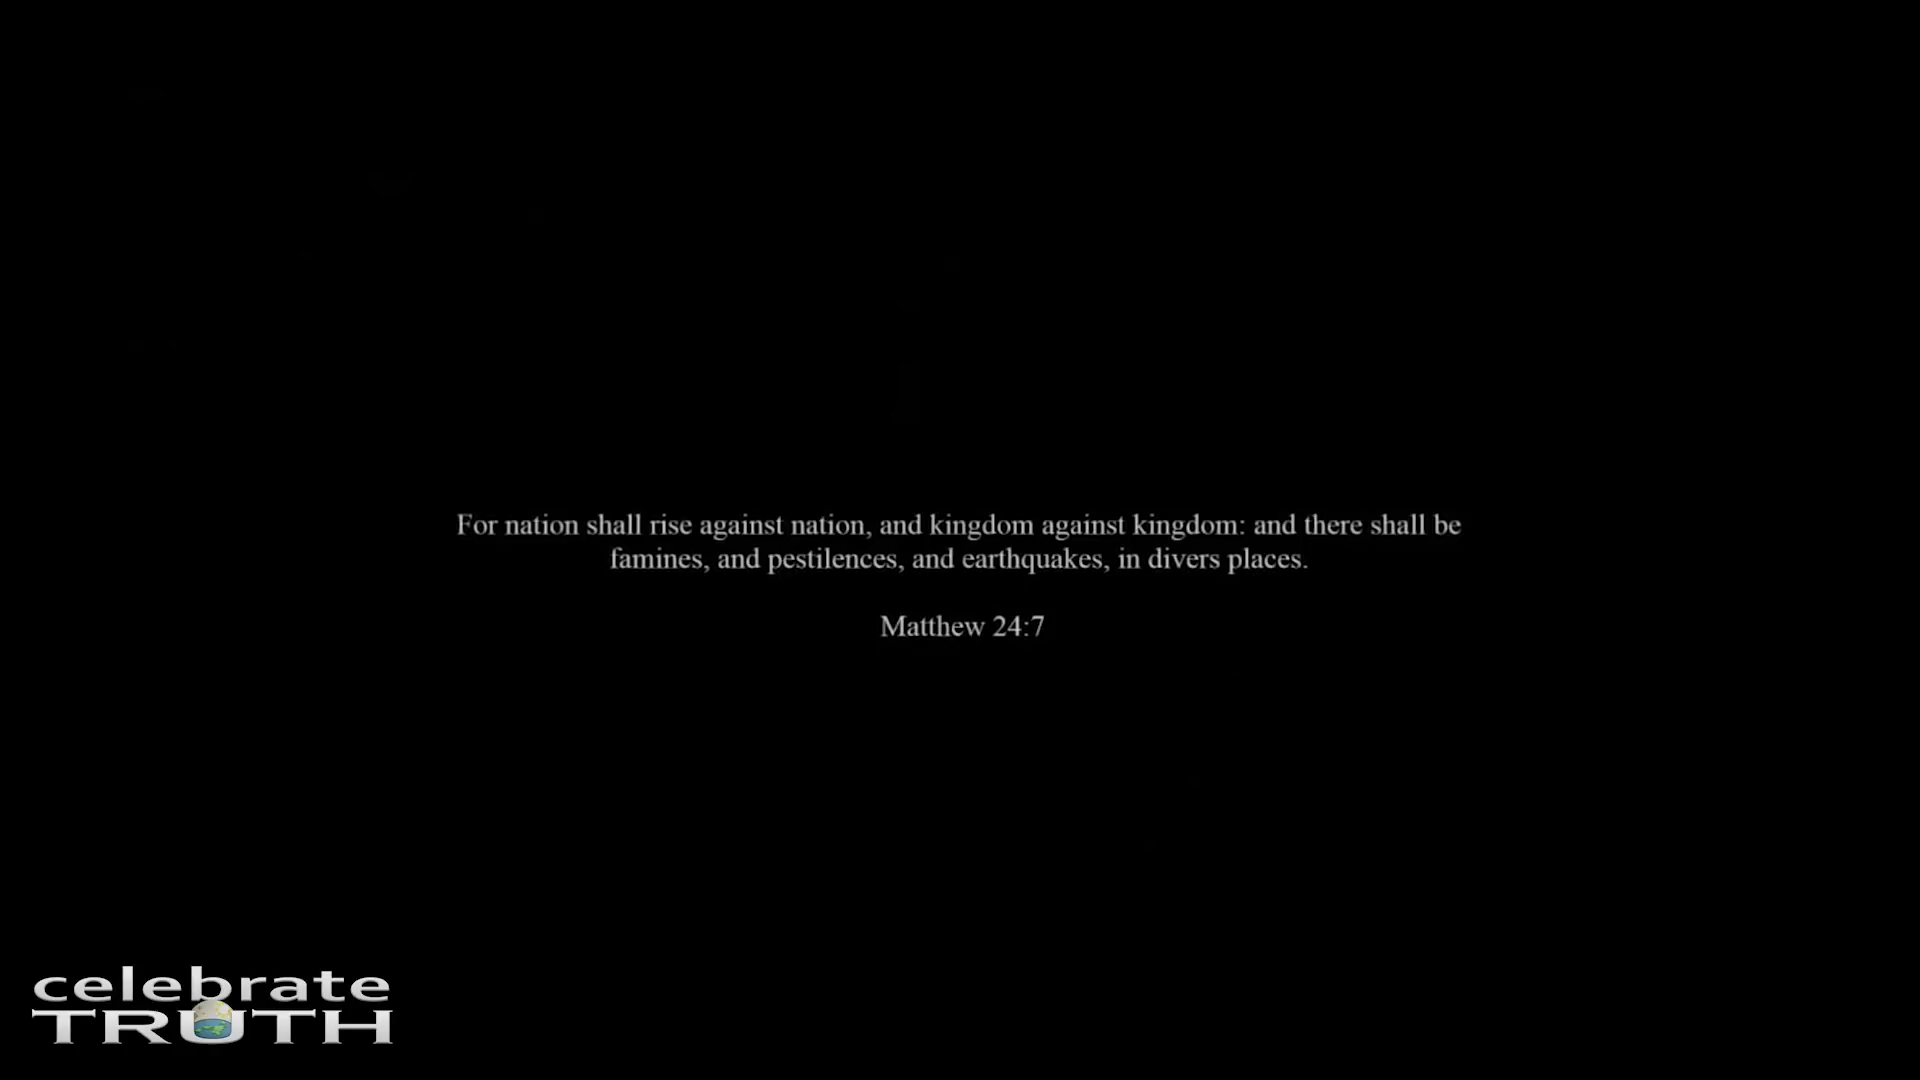 For nation shall rise against nation, and kingdom against kingdom: and there shall be
famines, and pestilences, and earthquakes, in divers places.
Matthew 24:7
celebrate
TRUTH